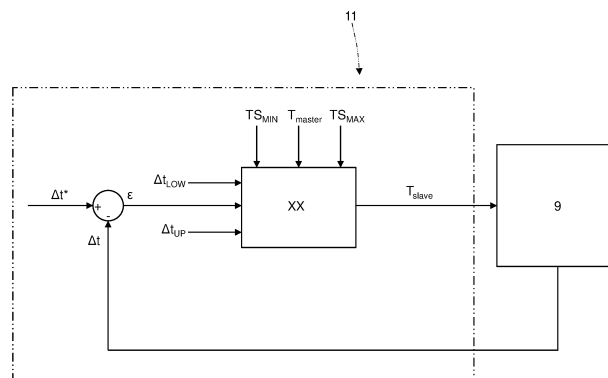 11
TS_MIN T_master TS_MAX
Δt_LOW
Δt* + ε XX T_slave 9
-
Δt Δt_UP